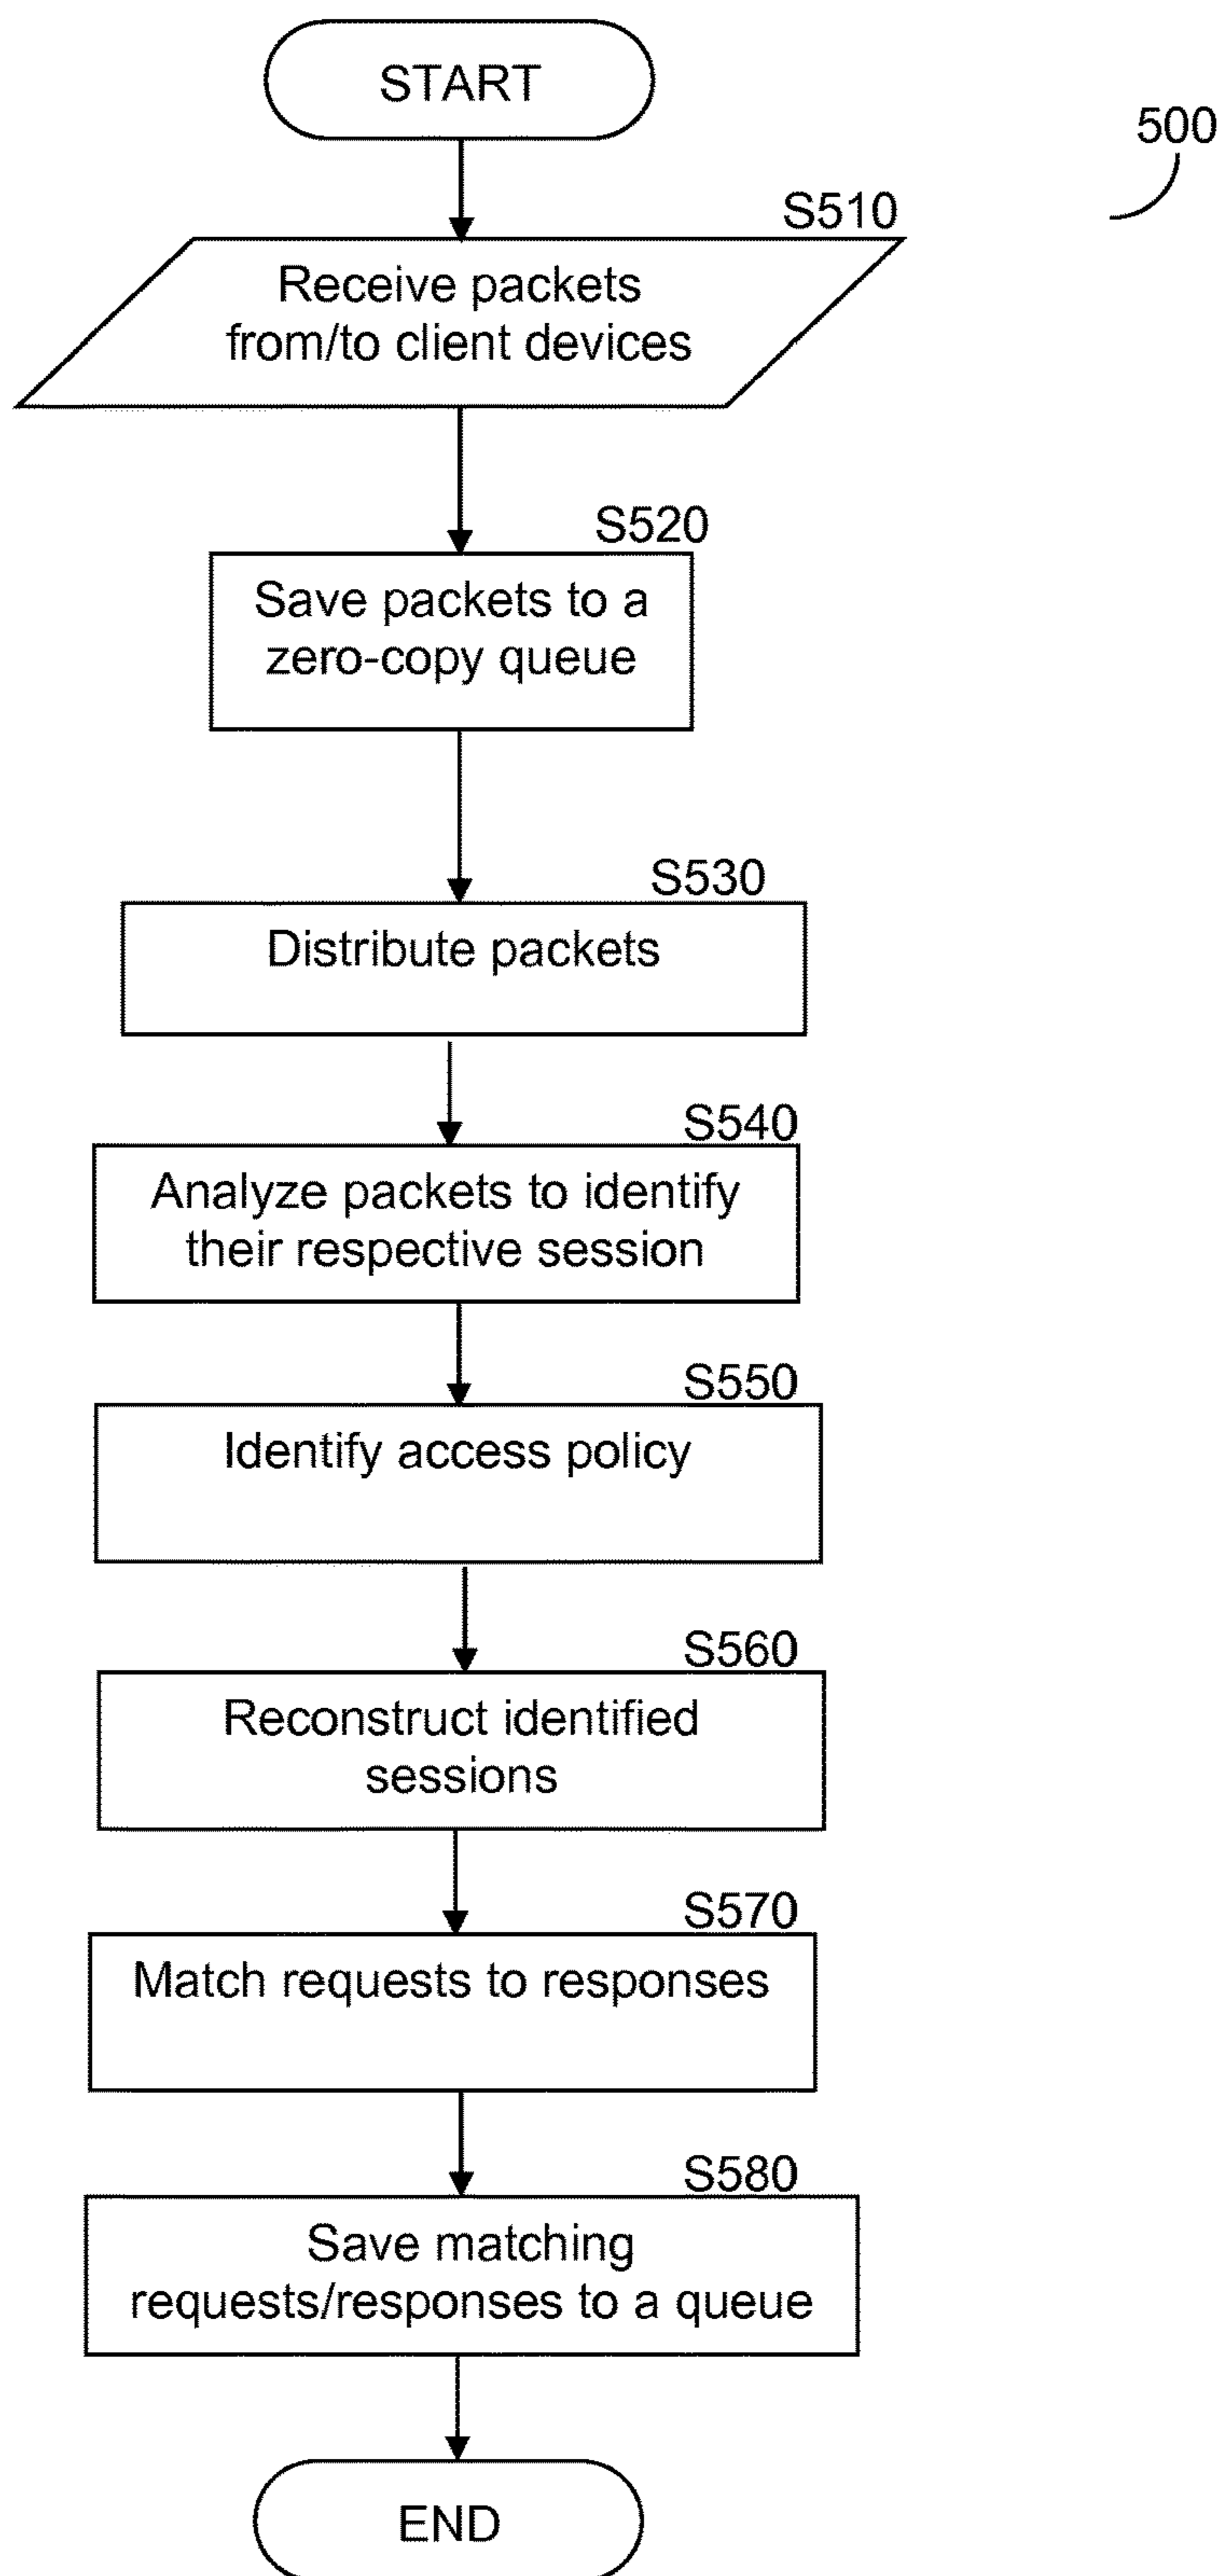 START
500
S510
Receive packets
from/to client devices
S520
Save packets to a
zero-copy queue
S530
Distribute packets
S540
Analyze packets to identify
their respective session
S550
Identify access policy
S560
Reconstruct identified
sessions
S570
Match requests to responses
S580
Save matching
requests/responses to a queue
END